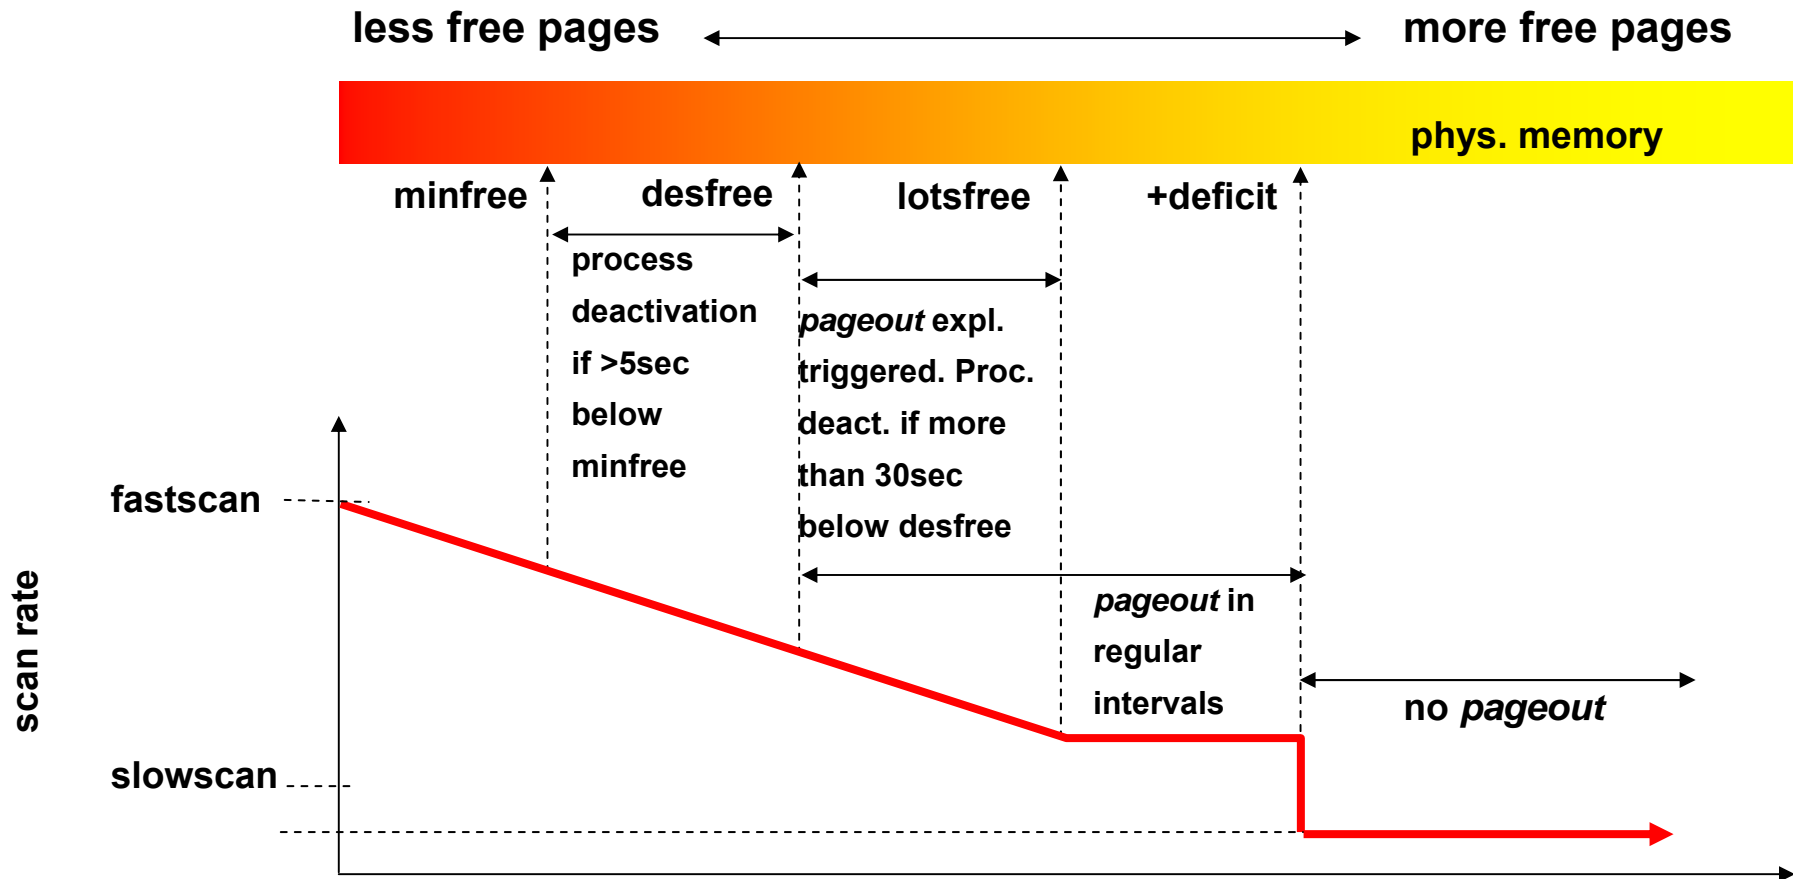 less free pages
more free pages
phys. memory
minfree
desfree
lotsfree
+deficit
process
deactivation
if >5sec
below
minfree
pageout expl.
triggered. Proc.
deact. if more
than 30sec
below desfree
fastscan
pageout in
regular
intervals
no pageout
scan rate
slowscan